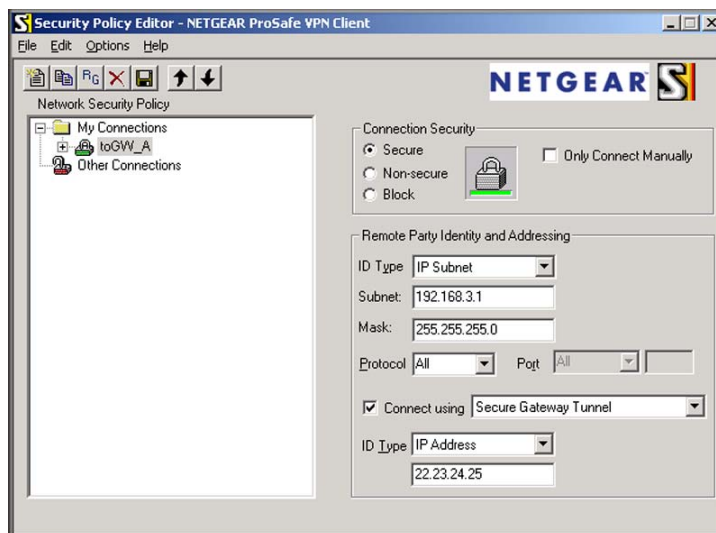 Security Policy Editor - NETGEAR ProSafe VPN Client
File Edit Options Help
RG
NETGEAR S
Network Security Policy
My Connections
toGW_A
Other Connections
Connection Security
Secure
Non-secure
Block
Only Connect Manually
Remote Party Identity and Addressing
ID Type IP Subnet
Subnet: 192.168.3.1
Mask: 255.255.255.0
Protocol All Port All
Connect using Secure Gateway Tunnel
ID Type IP Address
22.23.24.25